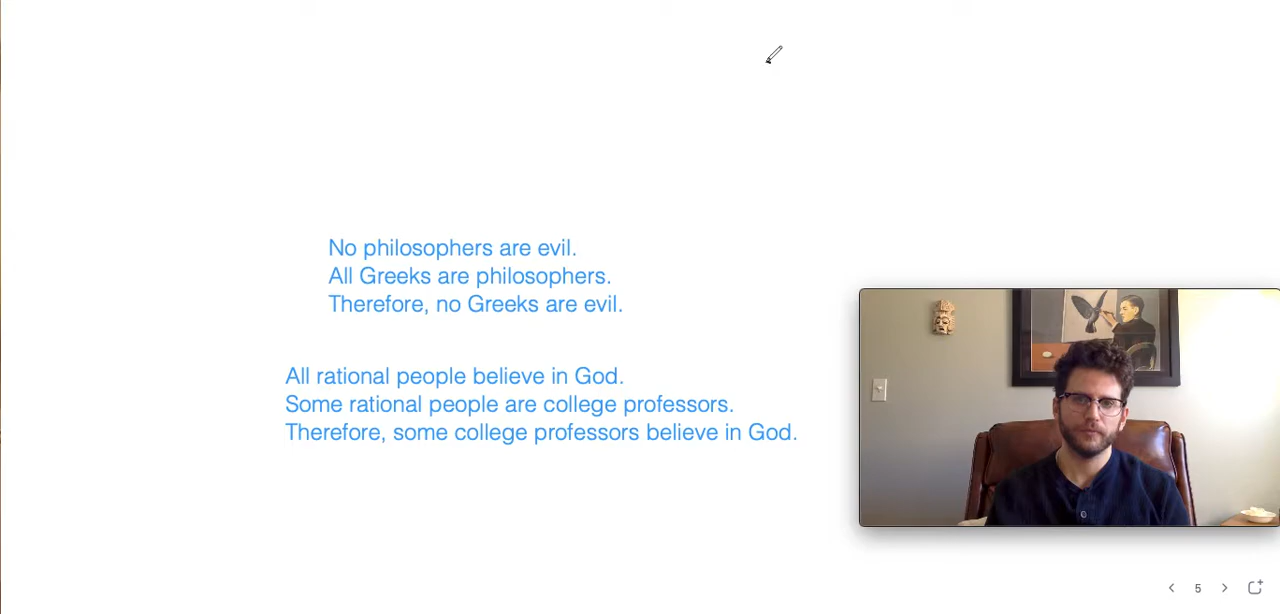 No philosophers are evil.
All Greeks are philosophers.
Therefore, no Greeks are evil.
All rational people believe in God.
Some rational people are college professors.
Therefore, some college professors believe in God.
5